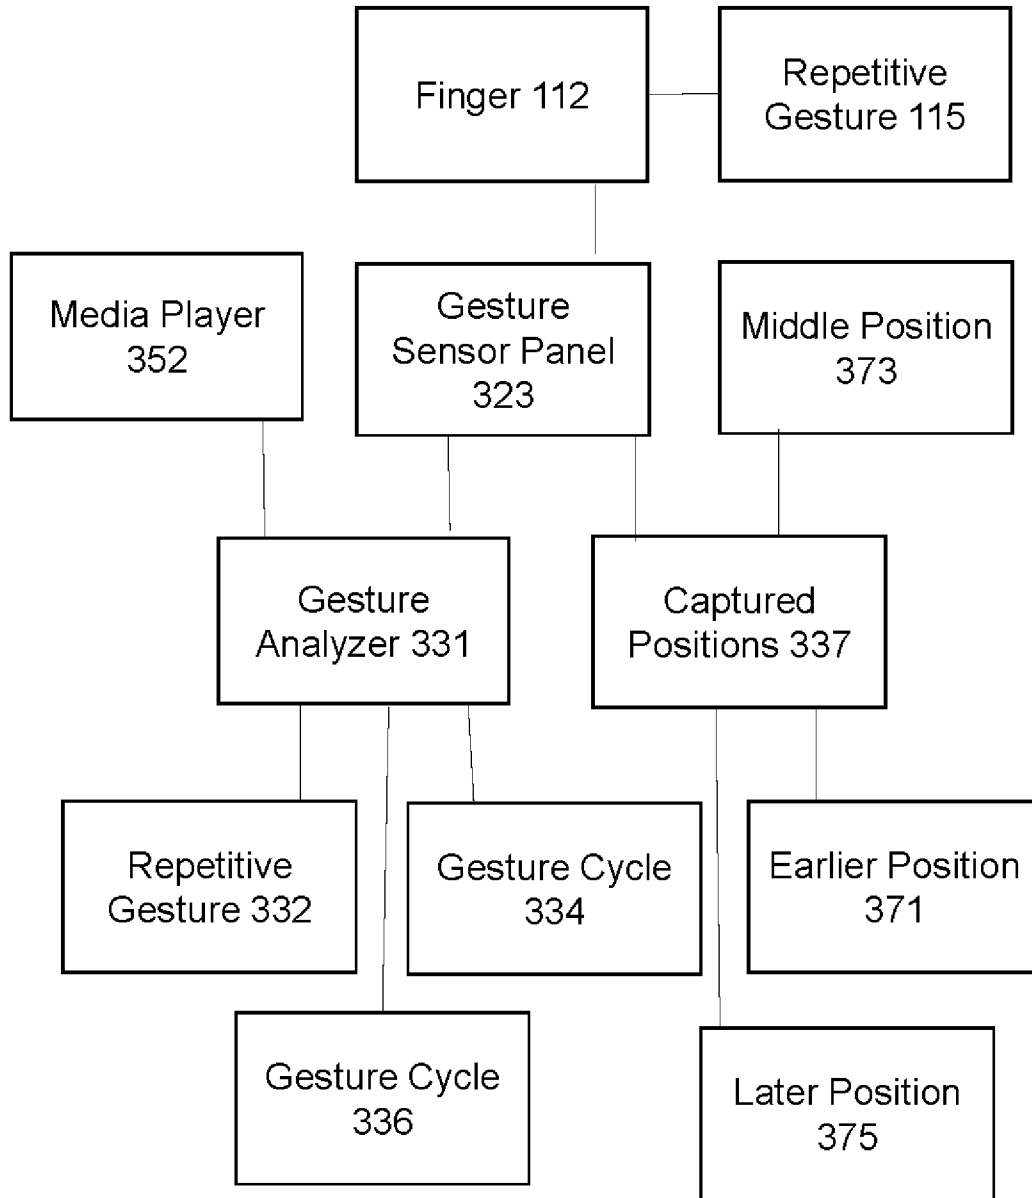 Finger 112
Repetitive
Gesture 115
Media Player
352
Gesture
Sensor Panel
323
Middle Position
373
Gesture
Analyzer 331
Captured
Positions 337
Repetitive
Gesture 332
Gesture Cycle
334
Earlier Position
371
Gesture Cycle
336
Later Position
375